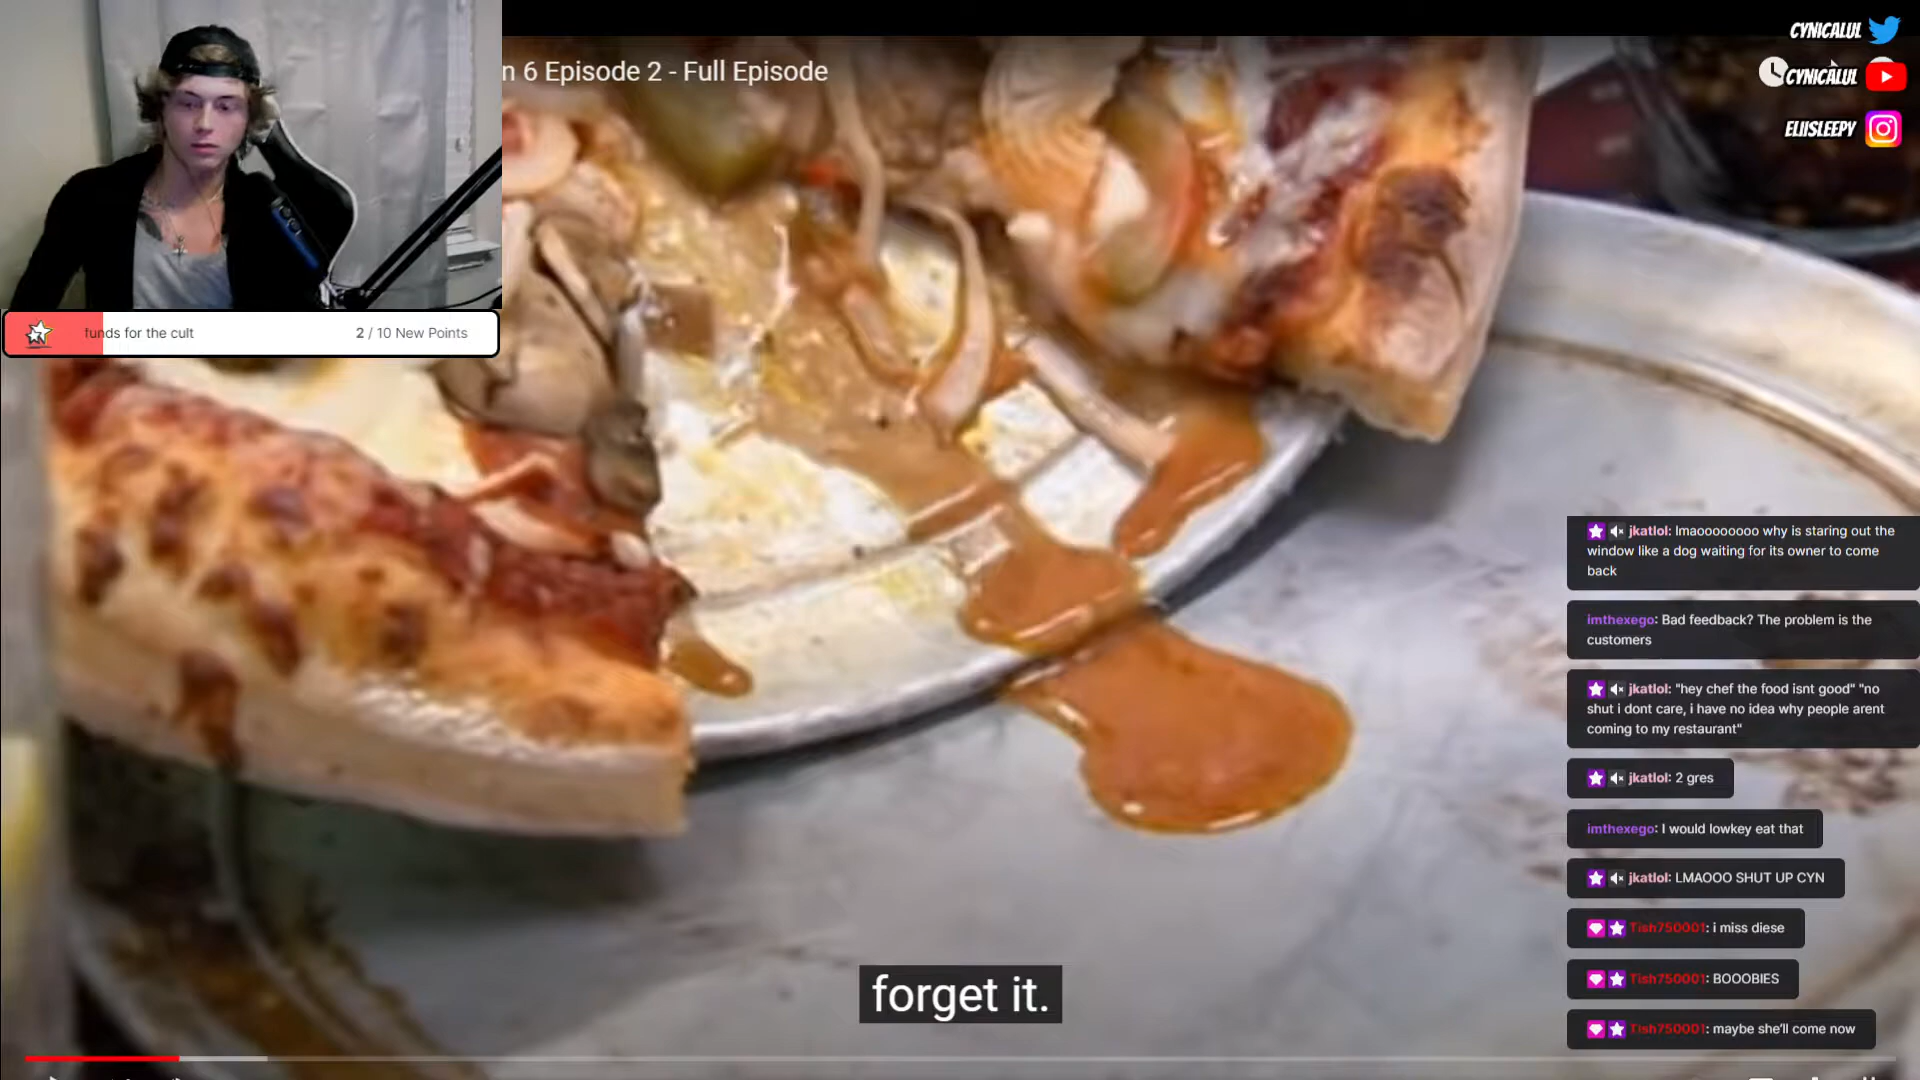 n 6 Episode 2 - Full Episode
CYNICALUL
CYNICALUL
ELIISLEEPY
funds for the cult
2 / 10 New Points
jkatlol: lmaooooooooo why is staring out the
window like a dog waiting for its owner to come
back
imthexego: Bad feedback? The problem is the
customers
jkatlol: "hey chef the food isnt good" "no
shut i dont care, i have no idea why people arent
coming to my restaurant"
jkatlol: 2 gres
imthexego: I would lowkey eat that
jkatlol: LMAOOO SHUT UP CYN
Tish750001: i miss diese
Tish750001: BOOOBIES
Tish750001: maybe she'll come now
forget it.